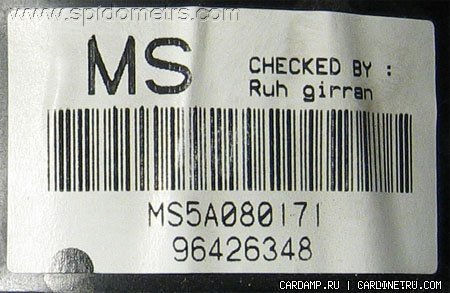 www.spidometrs.com
MS
CHECKED BY :
Ruh girran
MS5A080171
96426348
CARDAMP.RU | CARDINETRU.COM